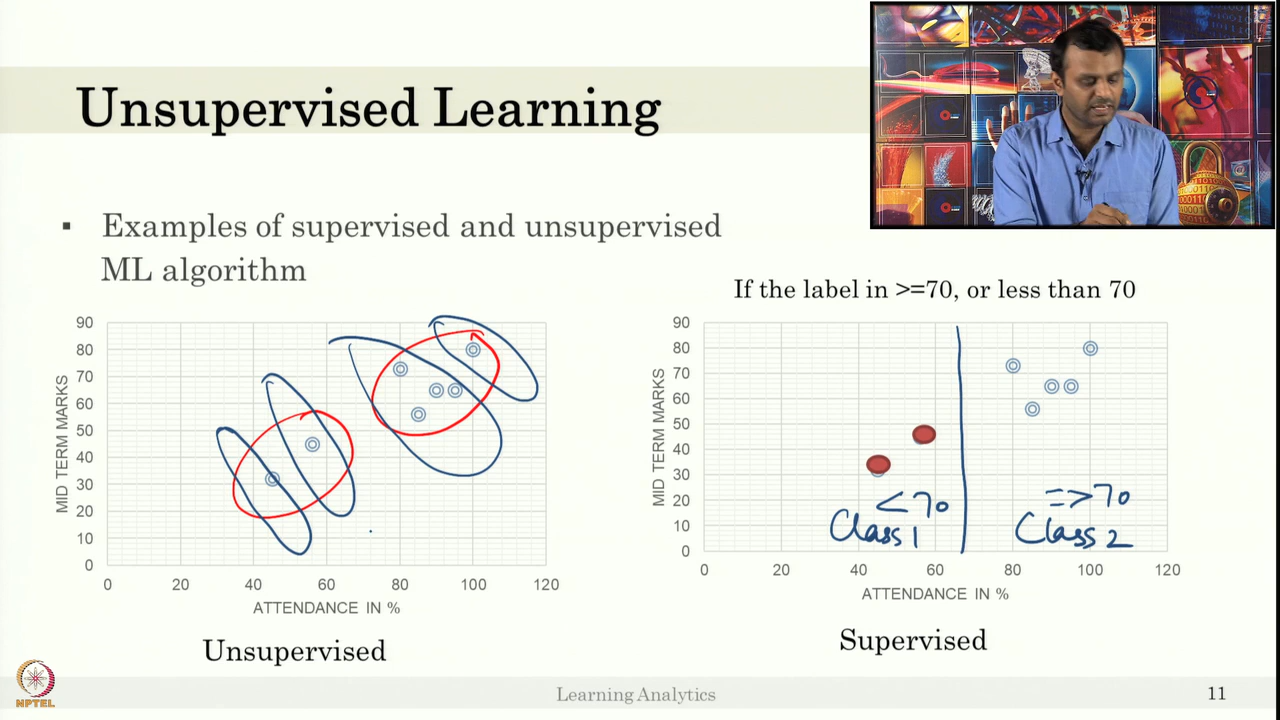 Unsupervised Learning
▪ Examples of supervised and unsupervised
ML algorithm
If the label in >=70, or less than 70
90
80
70
60
50
40
30
20
10
0
MID TERM MARKS
0 20 40 60 80 100 120
ATTENDANCE IN %
Unsupervised
90
80
70
60
50
40
30
20
10
0
MID TERM MARKS
<70
Class 1
=>70
Class 2
0 20 40 60 80 100 120
ATTENDANCE IN %
Supervised
NPTEL
Learning Analytics
11